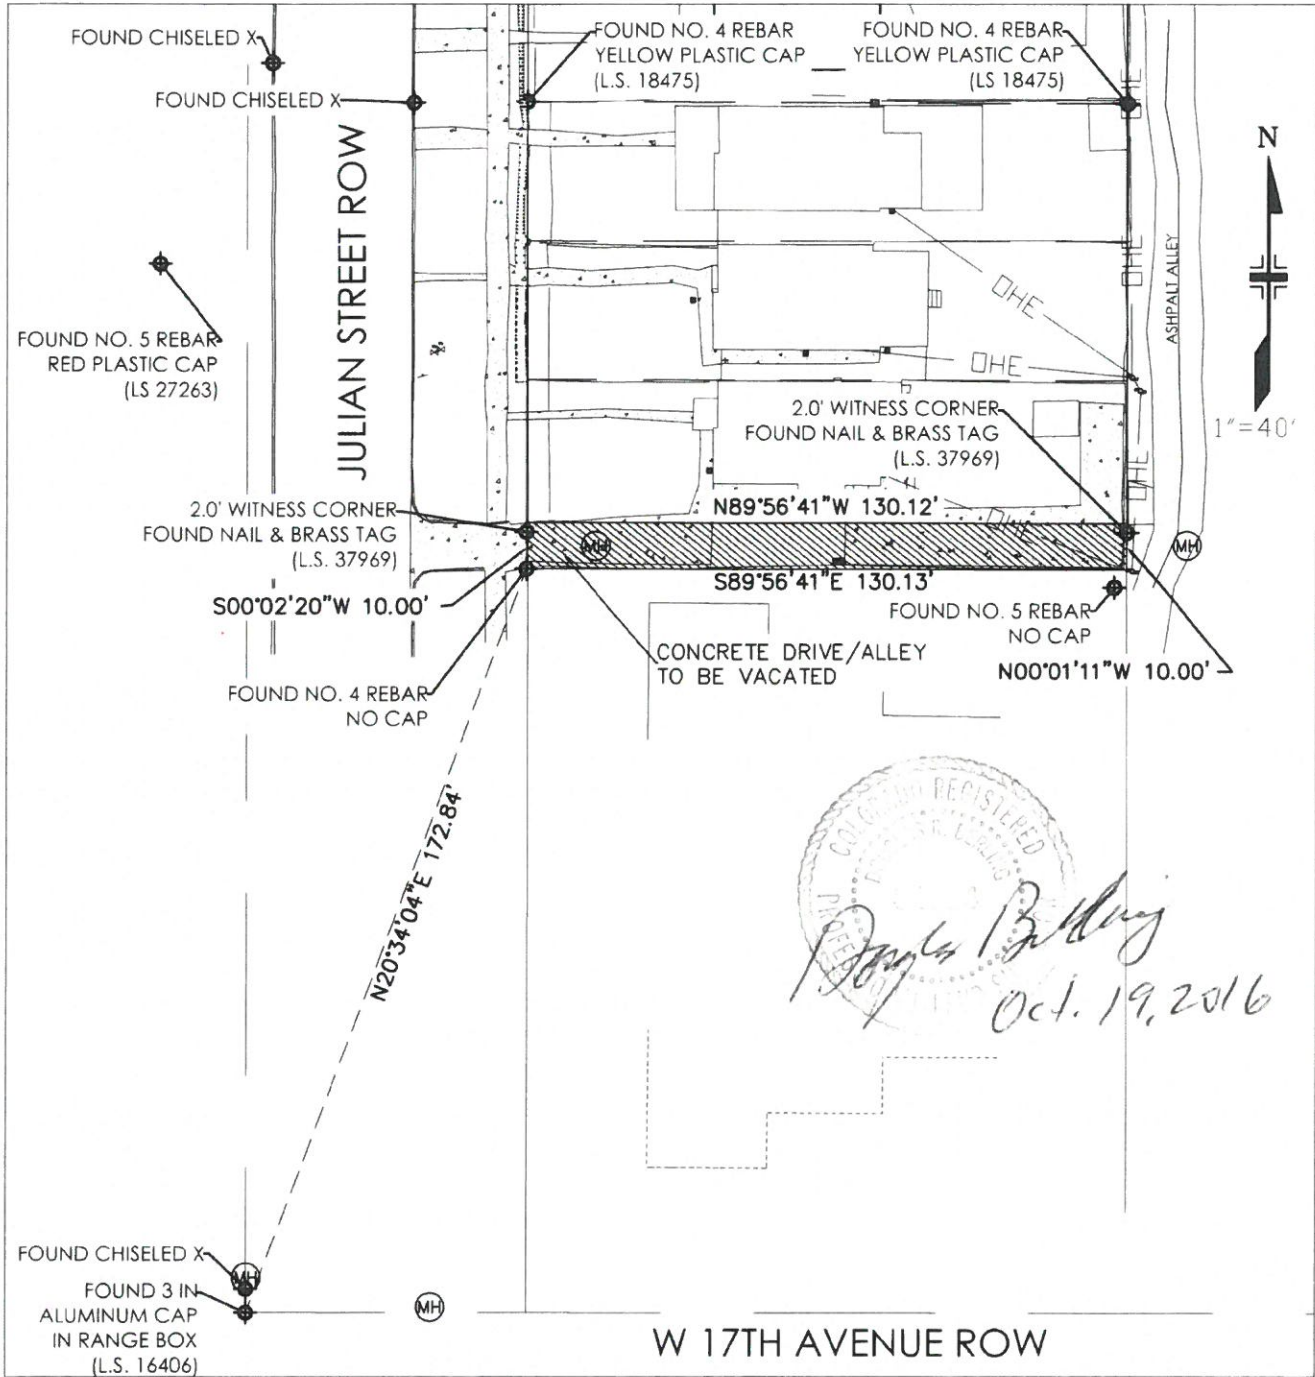 FOUND CHISELED X
FOUND CHISELED X
FOUND NO. 4 REBAR
YELLOW PLASTIC CAP
(L.S. 18475)
FOUND NO. 4 REBAR
YELLOW PLASTIC CAP
(LS 18475)
JULIAN STREET ROW
OHE
N
ASHPALT ALLEY
OHE
OHE
FOUND NO. 5 REBAR
RED PLASTIC CAP
(LS 27263)
OHE
1"=40'
2.0' WITNESS CORNER
FOUND NAIL & BRASS TAG
(L.S. 37969)
OHE
2.0' WITNESS CORNER
FOUND NAIL & BRASS TAG
(L.S. 37969)
N89°56'41"W 130.12'
OHE
MH
MH
S89°56'41"E 130.13'
S00°02'20"W 10.00'
FOUND NO. 5 REBAR
NO CAP
N00°01'11"W 10.00'
CONCRETE DRIVE/ALLEY
TO BE VACATED
FOUND NO. 4 REBAR
NO CAP
N20°34'04"E 172.84'
COLORADO REGISTERED
Oct. 19, 2016
FOUND CHISELED X
MH
FOUND 3 IN
ALUMINUM CAP
IN RANGE BOX
(L.S. 16406)
MH
W 17TH AVENUE ROW